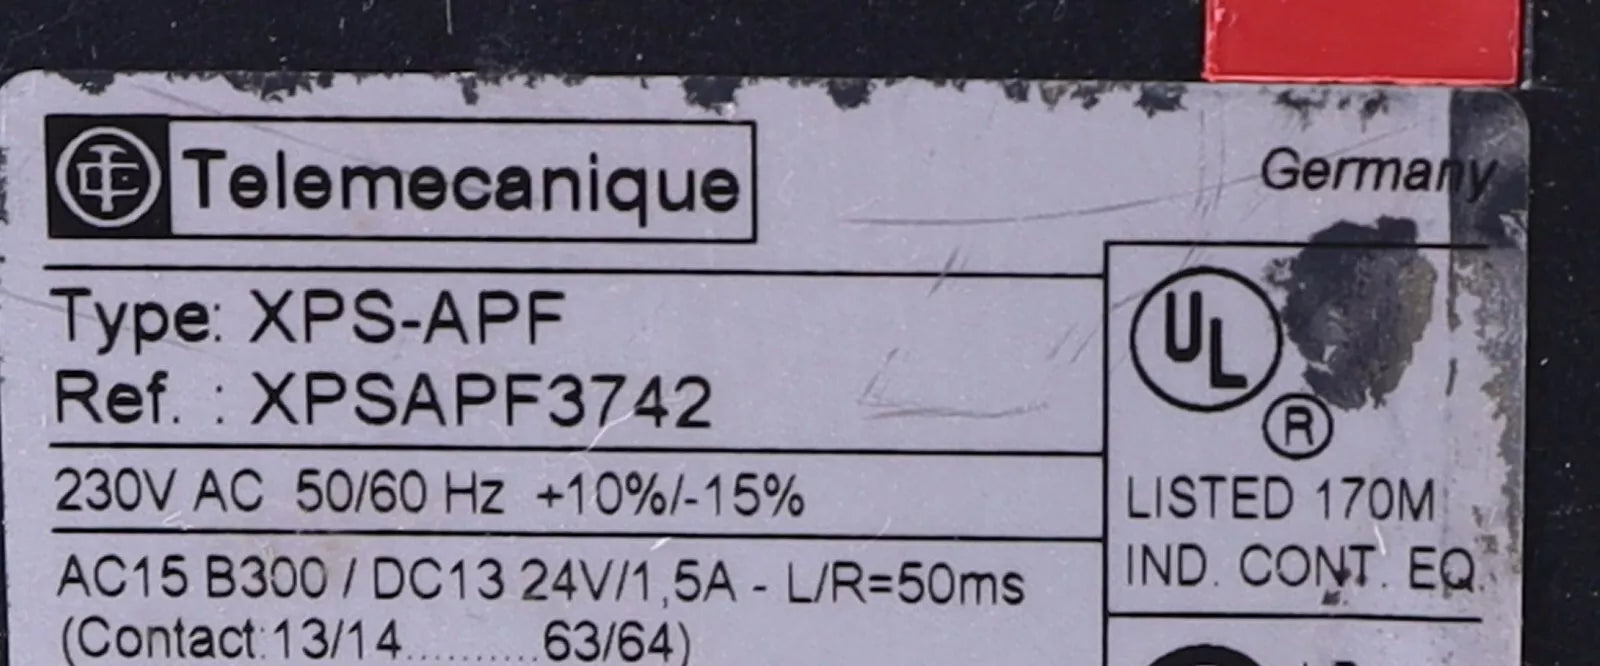 TE Telemecanique
Germany
Type: XPS-APF
Ref. : XPSAPF3742
230V AC 50/60 Hz +10%/-15%
AC15 B300 / DC13 24V/1,5A - L/R=50ms
(Contact:13/14..........63/64)
UL
®
LISTED 170M
IND. CONT. EQ.